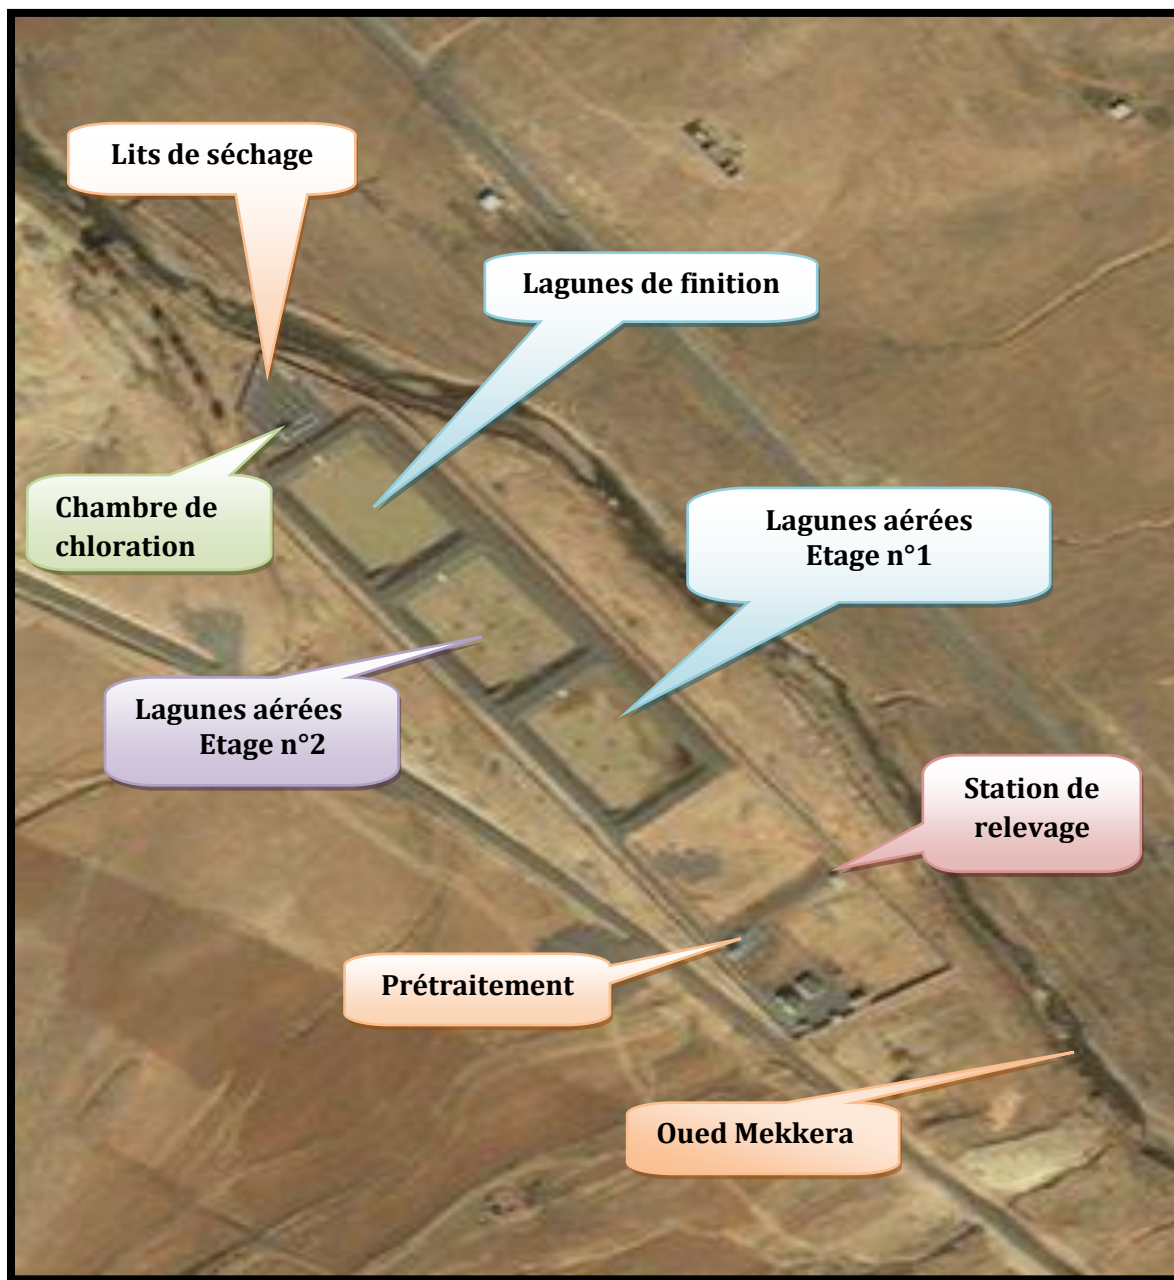 Lits de séchage
Lagunes de finition
Chambre de
chloration
Lagunes aérées
Etage n°1
Lagunes aérées
Etage n°2
Station de
relevage
Prétraitement
Oued Mekkera